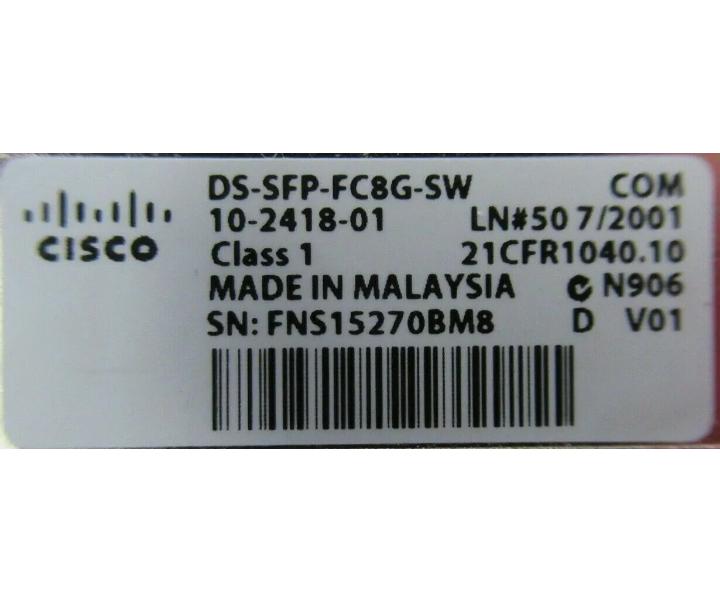 CISCO
DS-SFP-FC8G-SW COM
10-2418-01 LN#50 7/2001
Class 1 21CFR1040.10
MADE IN MALAYSIA N906
SN: FNS15270BM8 D V01